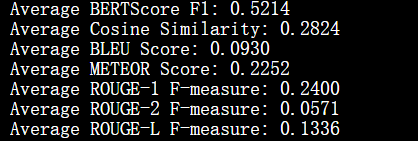 Average BERTScore F1: 0.5214
Average Cosine Similarity: 0.2824
Average BLEU Score: 0.0930
Average METEOR Score: 0.2252
Average ROUGE-1 F-measure: 0.2400
Average ROUGE-2 F-measure: 0.0571
Average ROUGE-L F-measure: 0.1336